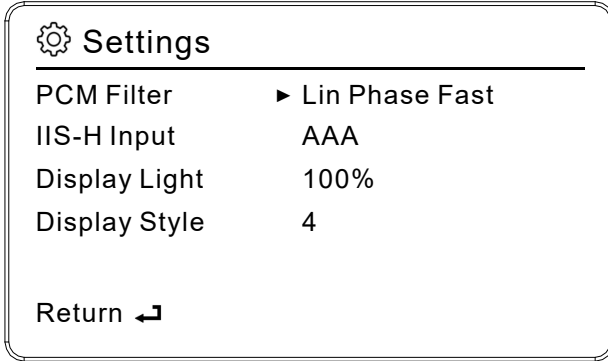 Settings
PCM Filter ► Lin Phase Fast
IIS-H Input AAA
Display Light 100%
Display Style 4
Return